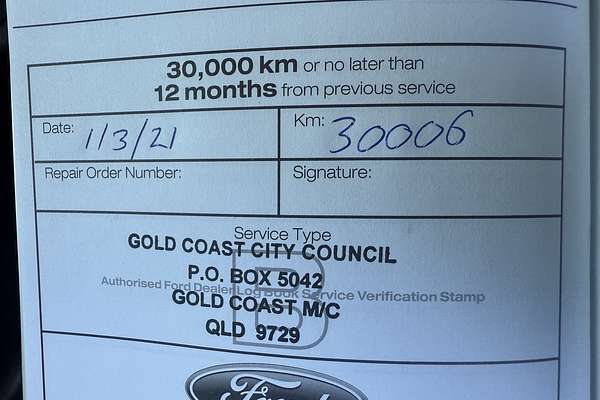 30,000 km or no later than
12 months from previous service
Date: 1/3/21
Km: 30006
Repair Order Number:
Signature:
Service Type
GOLD COAST CITY COUNCIL
P.O. BOX 5042
Authorised Ford Dealer Log Book Service Verification Stamp
GOLD COAST M/C
QLD 9729
B
Ford